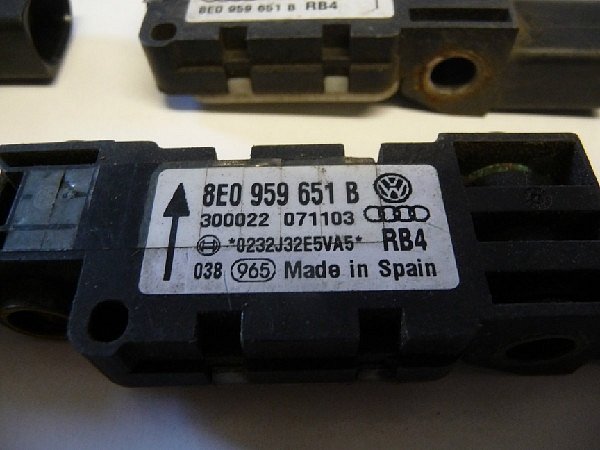 8E0 959 651 B RB4
8E0 959 651 B
300022 071103
*0232J32E5VA5* RB4
038 965 Made in Spain